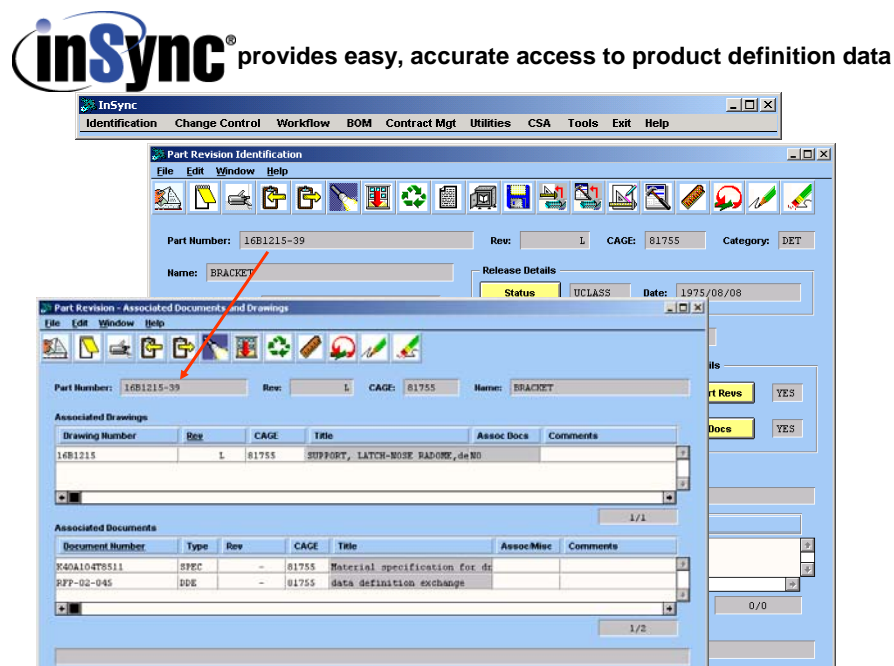 inSync® provides easy, accurate access to product definition data
InSync
Identification Change Control Workflow BOM Contract Mgt Utilities CSA Tools Exit Help
Part Revision Identification
File Edit Window Help
Part Number: 16B1215-39 Rev: L CAGE: 81755 Category: DET
Name: BRACKET Release Details
Status UCLASS Date: 1975/08/08
Part Revision - Associated Documents and Drawings
File Edit Window Help
ils
Part Number: 16B1215-39 Rev: L CAGE: 81755 Name: BRACKET
rt Revs YES
Associated Drawings
Drawing Number Rev CAGE Title Assoc Docs Comments
Docs YES
16B1215 L 81755 SUPPORT, LATCH-NOSE RADOME,de NO
1/1
Associated Documents
Document Number Type Rev CAGE Title Assoc/Misc Comments
K40A104T8511 SPEC - 81755 Material specification for dr
RFP-02-045 DDE - 81755 data definition exchange
0/0
1/2